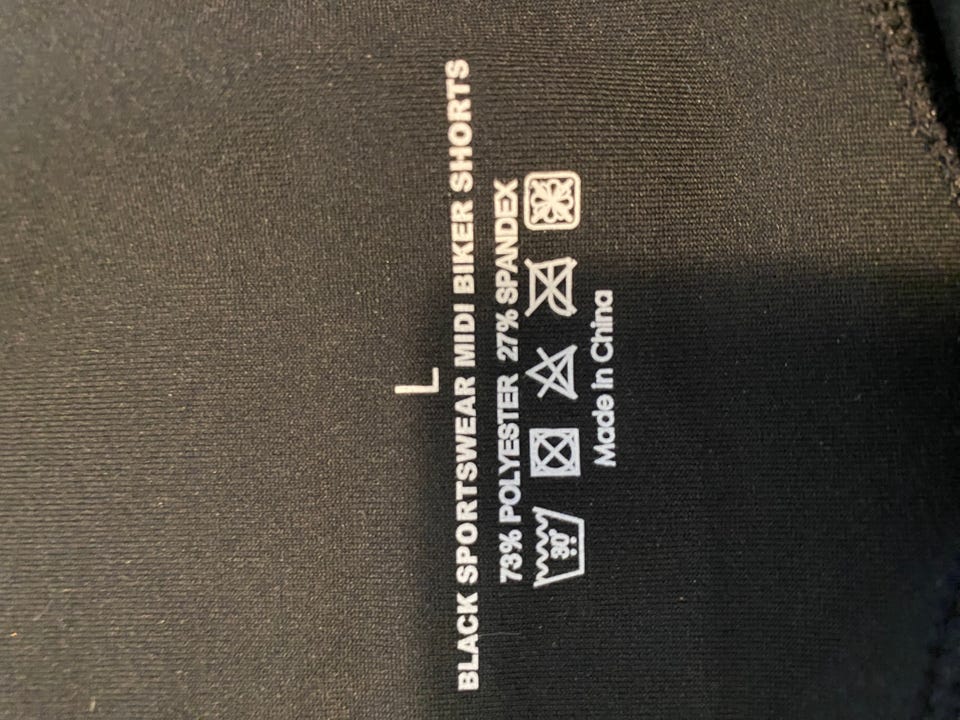 L
BLACK SPORTSWEAR MIDI BIKER SHORTS
73% POLYESTER 27% SPANDEX
30°
Made in China